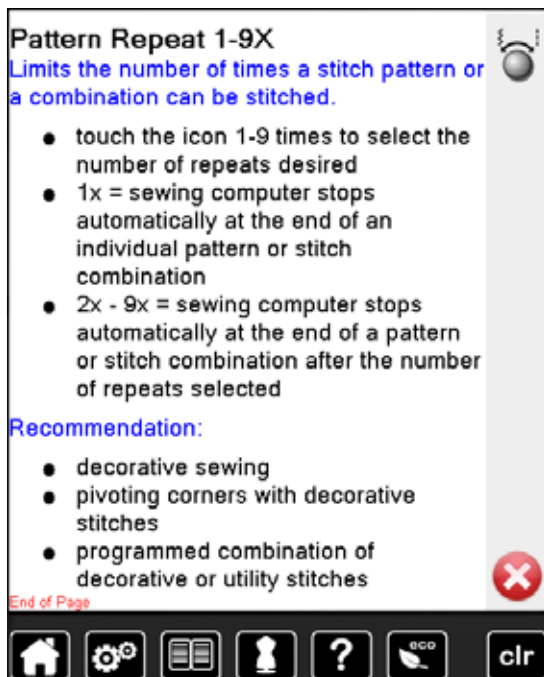 Pattern Repeat 1-9X
Limits the number of times a stitch pattern or
a combination can be stitched.
● touch the icon 1-9 times to select the
number of repeats desired
● 1x = sewing computer stops
automatically at the end of an
individual pattern or stitch
combination
● 2x - 9x = sewing computer stops
automatically at the end of a pattern
or stitch combination after the number
of repeats selected
Recommendation:
● decorative sewing
● pivoting corners with decorative
stitches
● programmed combination of
decorative or utility stitches
End of Page
? eco clr